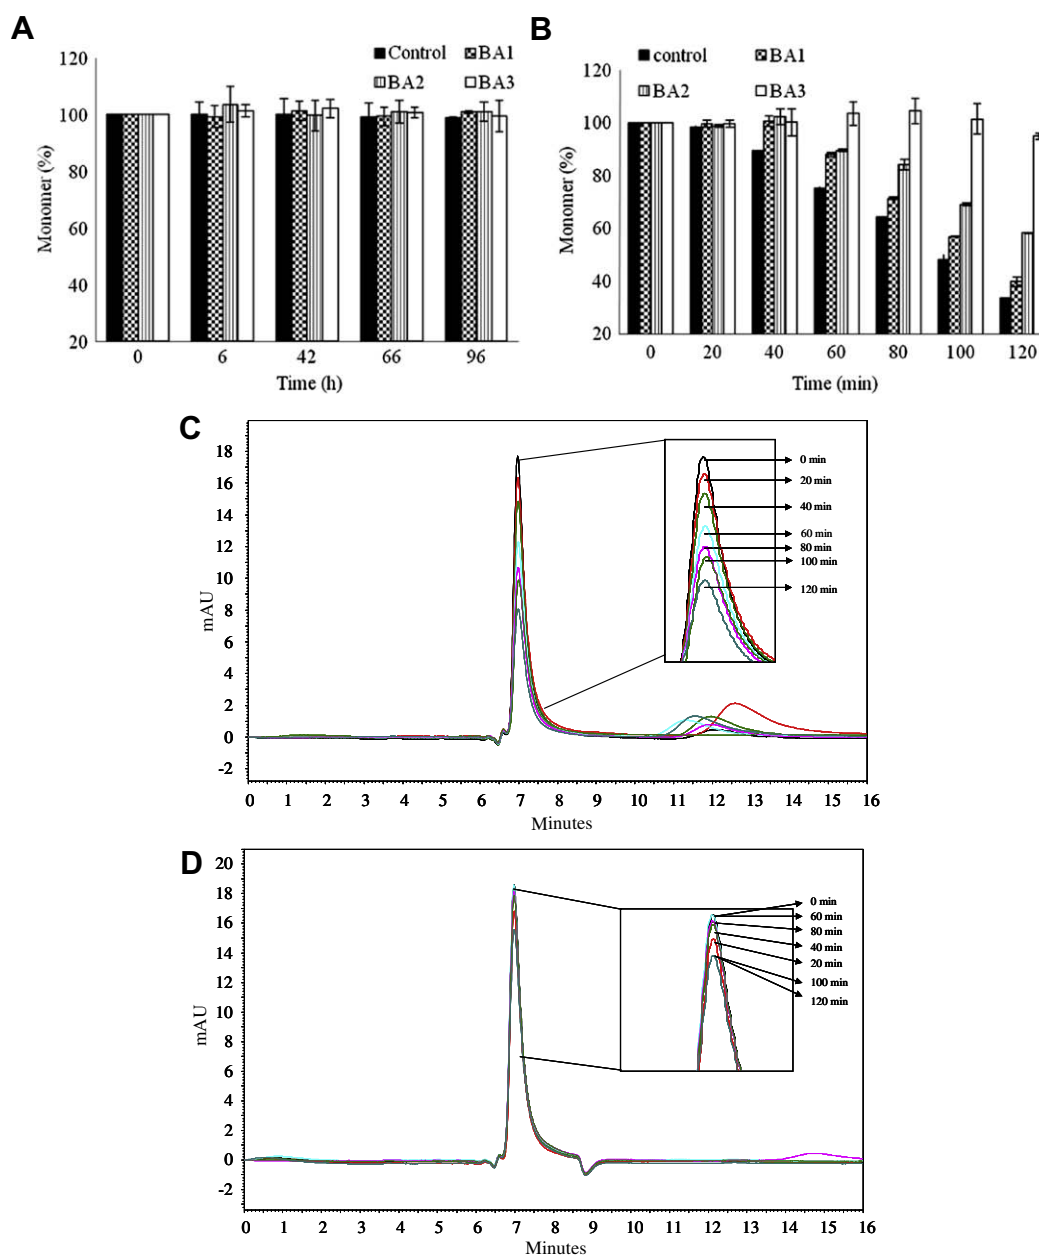 A
Control BA1
BA2 BA3
120
100
80
60
40
20
Monomer (%)
0 6 42 66 96
Time (h)
B
control BA1
BA2 BA3
120
100
80
60
40
20
Monomer (%)
0 20 40 60 80 100 120
Time (min)
C
18
16
14
12
10
8
6
4
2
0
-2
mAU
0 min
20 min
40 min
60 min
80 min
100 min
120 min
0 1 2 3 4 5 6 7 8 9 10 11 12 13 14 15 16
Minutes
D
20
18
16
14
12
10
8
6
4
2
0
-2
mAU
0 min
60 min
80 min
40 min
20 min
100 min
120 min
0 1 2 3 4 5 6 7 8 9 10 11 12 13 14 15 16
Minutes